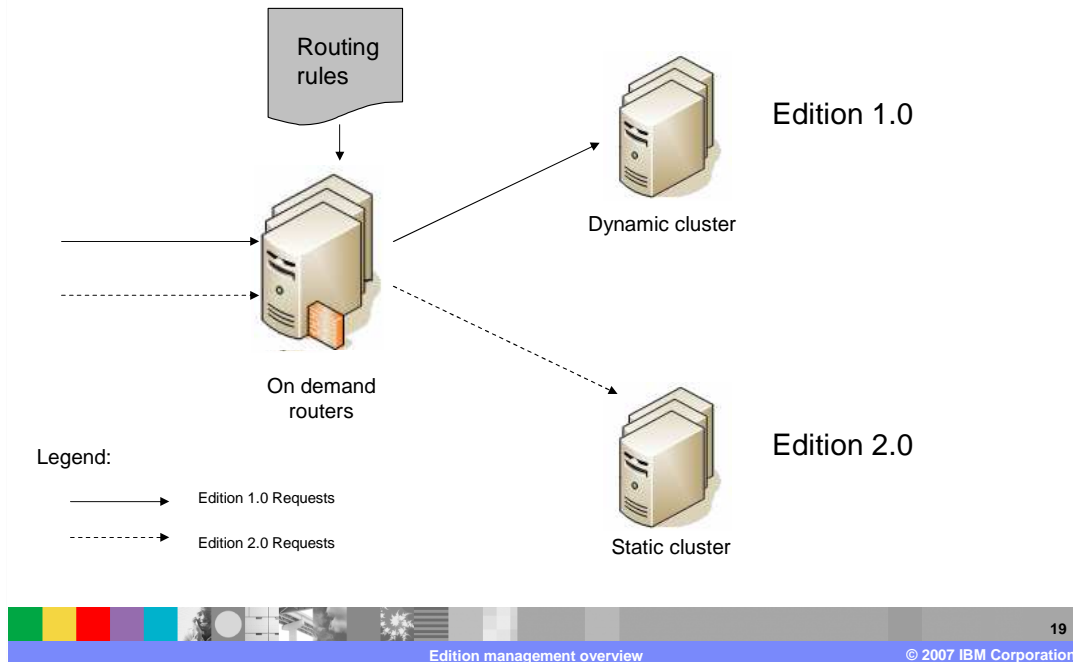 Routing
rules
Edition 1.0
Dynamic cluster
On demand
routers
Edition 2.0
Static cluster
Legend:
Edition 1.0 Requests
Edition 2.0 Requests
19
Edition management overview
© 2007 IBM Corporation